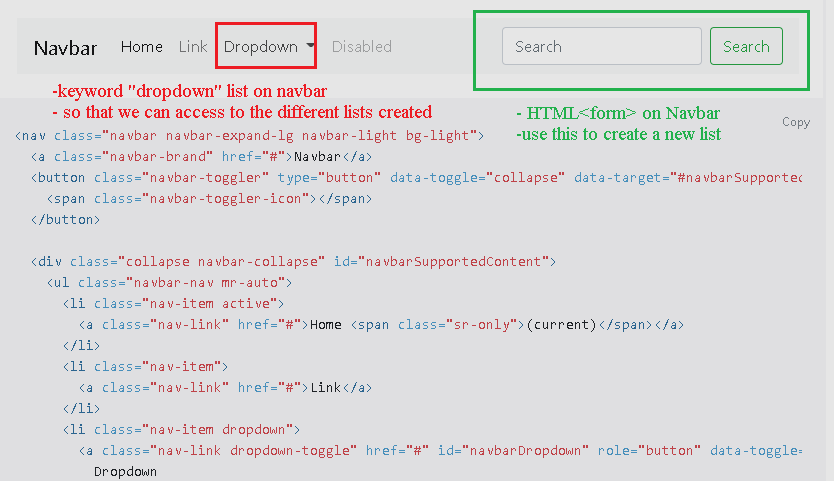 Navbar Home Link Dropdown Disabled Search Search
-keyword "dropdown" list on navbar
- so that we can access to the different lists created
- HTML<form> on Navbar
-use this to create a new list
Copy
<nav class="navbar navbar-expand-lg navbar-light bg-light">
<a class="navbar-brand" href="#">Navbar</a>
<button class="navbar-toggler" type="button" data-toggle="collapse" data-target="#navbarSupported
<span class="navbar-toggler-icon"></span>
</button>
<div class="collapse navbar-collapse" id="navbarSupportedContent">
<ul class="navbar-nav mr-auto">
<li class="nav-item active">
<a class="nav-link" href="#">Home <span class="sr-only">(current)</span></a>
</li>
<li class="nav-item">
<a class="nav-link" href="#">Link</a>
</li>
<li class="nav-item dropdown">
<a class="nav-link dropdown-toggle" href="#" id="navbarDropdown" role="button" data-toggle=
Dropdown